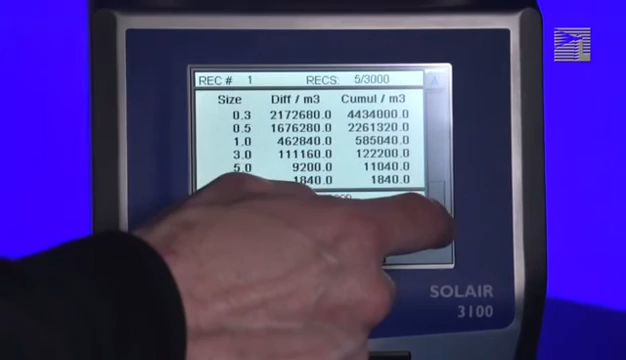 REC # 1 RECS: 5/3000
Size Diff / m3 Cumul / m3
0.3 2172680.0 4434000.0
0.5 1676280.0 2261320.0
1.0 462840.0 585040.0
3.0 111160.0 122200.0
5.0 9200.0 11040.0
1840.0 1840.0
SOLAIR
3100